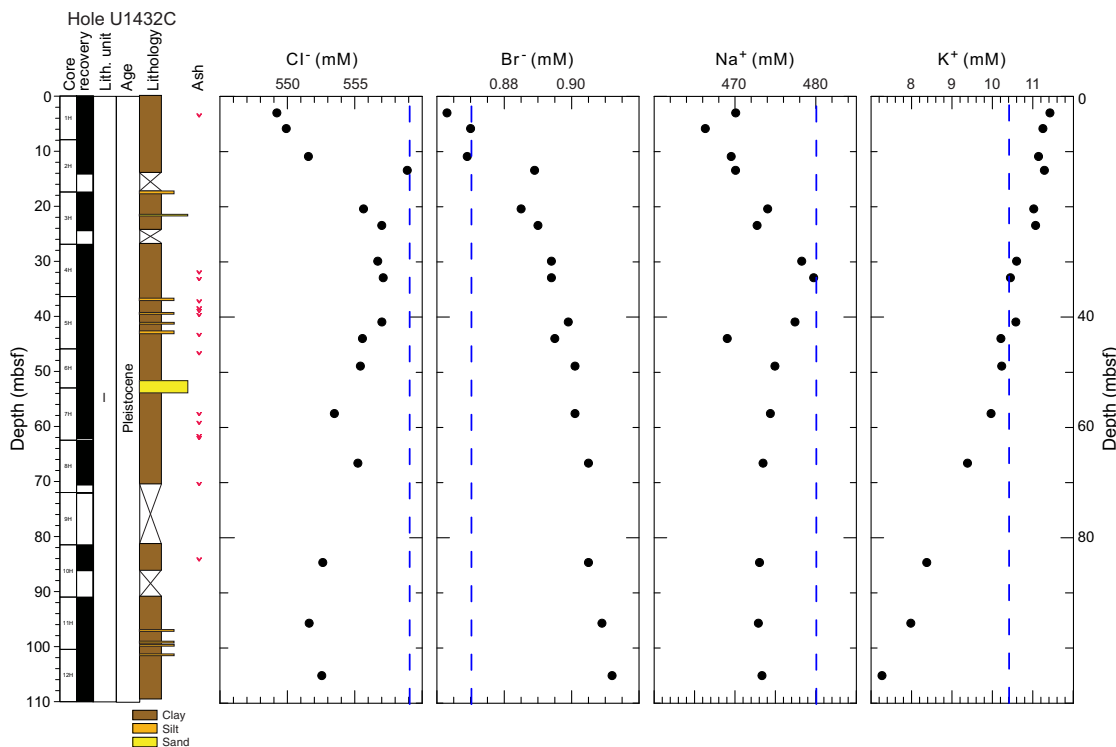 Hole U1432C
Core
recovery
Lith. unit
Age
Lithology
Ash
Cl⁻ (mM)
Br⁻ (mM)
Na⁺ (mM)
K⁺ (mM)
550 555
0.88 0.90
470 480
8 9 10 11
0
10
20
30
40
50
60
70
80
90
100
110
Depth (mbsf)
1H
2H
3H
4H
5H
6H
7H
8H
9H
10H
11H
12H
I
Pleistocene
0
20
40
60
80
Depth (mbsf)
Clay
Silt
Sand